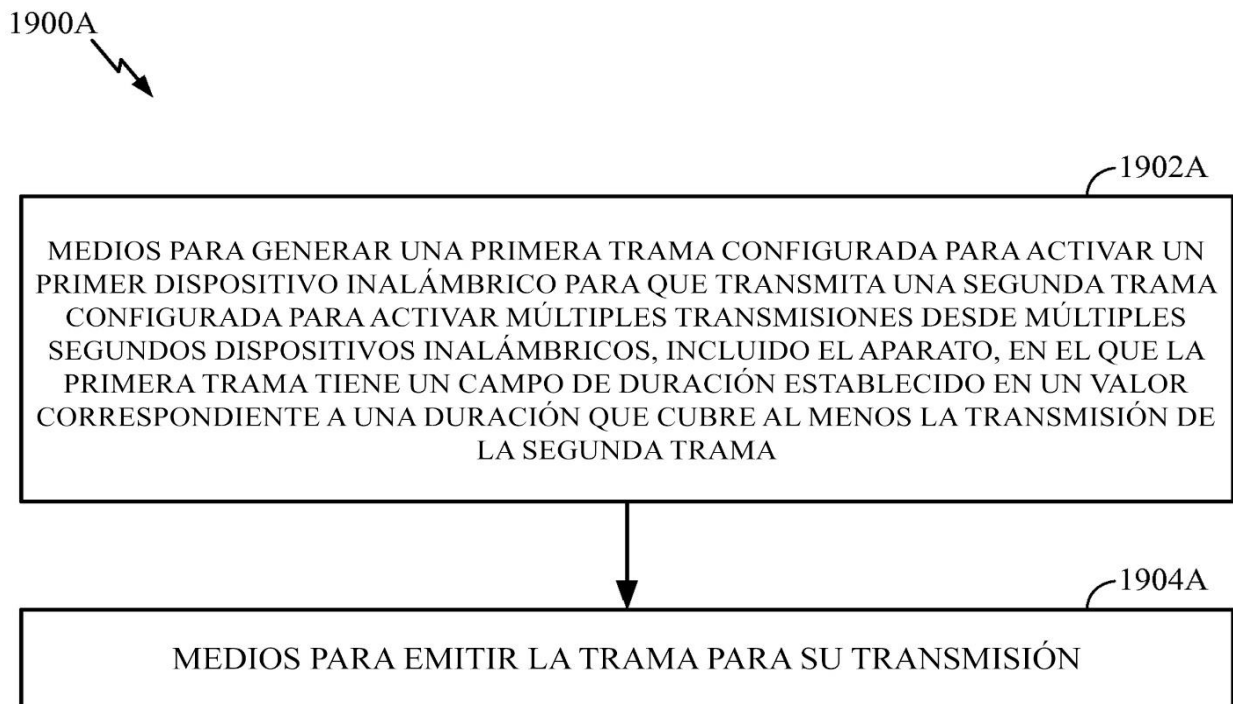 1900A
1902A
MEDIOS PARA GENERAR UNA PRIMERA TRAMA CONFIGURADA PARA ACTIVAR UN
PRIMER DISPOSITIVO INALÁMBRICO PARA QUE TRANSMITA UNA SEGUNDA TRAMA
CONFIGURADA PARA ACTIVAR MÚLTIPLES TRANSMISIONES DESDE MÚLTIPLES
SEGUNDOS DISPOSITIVOS INALÁMBRICOS, INCLUIDO EL APARATO, EN EL QUE LA
PRIMERA TRAMA TIENE UN CAMPO DE DURACIÓN ESTABLECIDO EN UN VALOR
CORRESPONDIENTE A UNA DURACIÓN QUE CUBRE AL MENOS LA TRANSMISIÓN DE
LA SEGUNDA TRAMA
1904A
MEDIOS PARA EMITIR LA TRAMA PARA SU TRANSMISIÓN